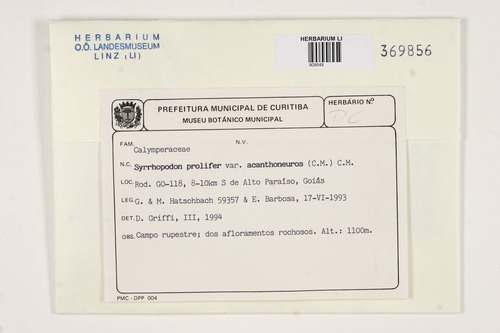 HERBARIUM
O.Ö. LANDESMUSEUM
LINZ (LI)
HERBARIUM LI
369856
PREFEITURA MUNICIPAL DE CURITIBA
MUSEU BOTÂNICO MUNICIPAL
HERBÁRIO Nº
FAM. Calymperaceae N.V.
N.C. Syrrhopodon prolifer var. acanthoneuros (C.M.) C.M.
LOC. Rod. GO-118, 8-10km S de Alto Paraíso, Goiás
LEG. G. & M. Hatschbach 59357 & E. Barbosa, 17-VI-1993
DET. D. Griffi, III, 1994
OBS. Campo rupestre; dos afloramentos rochosos. Alt.: 1100m.
PMC - DPP 004